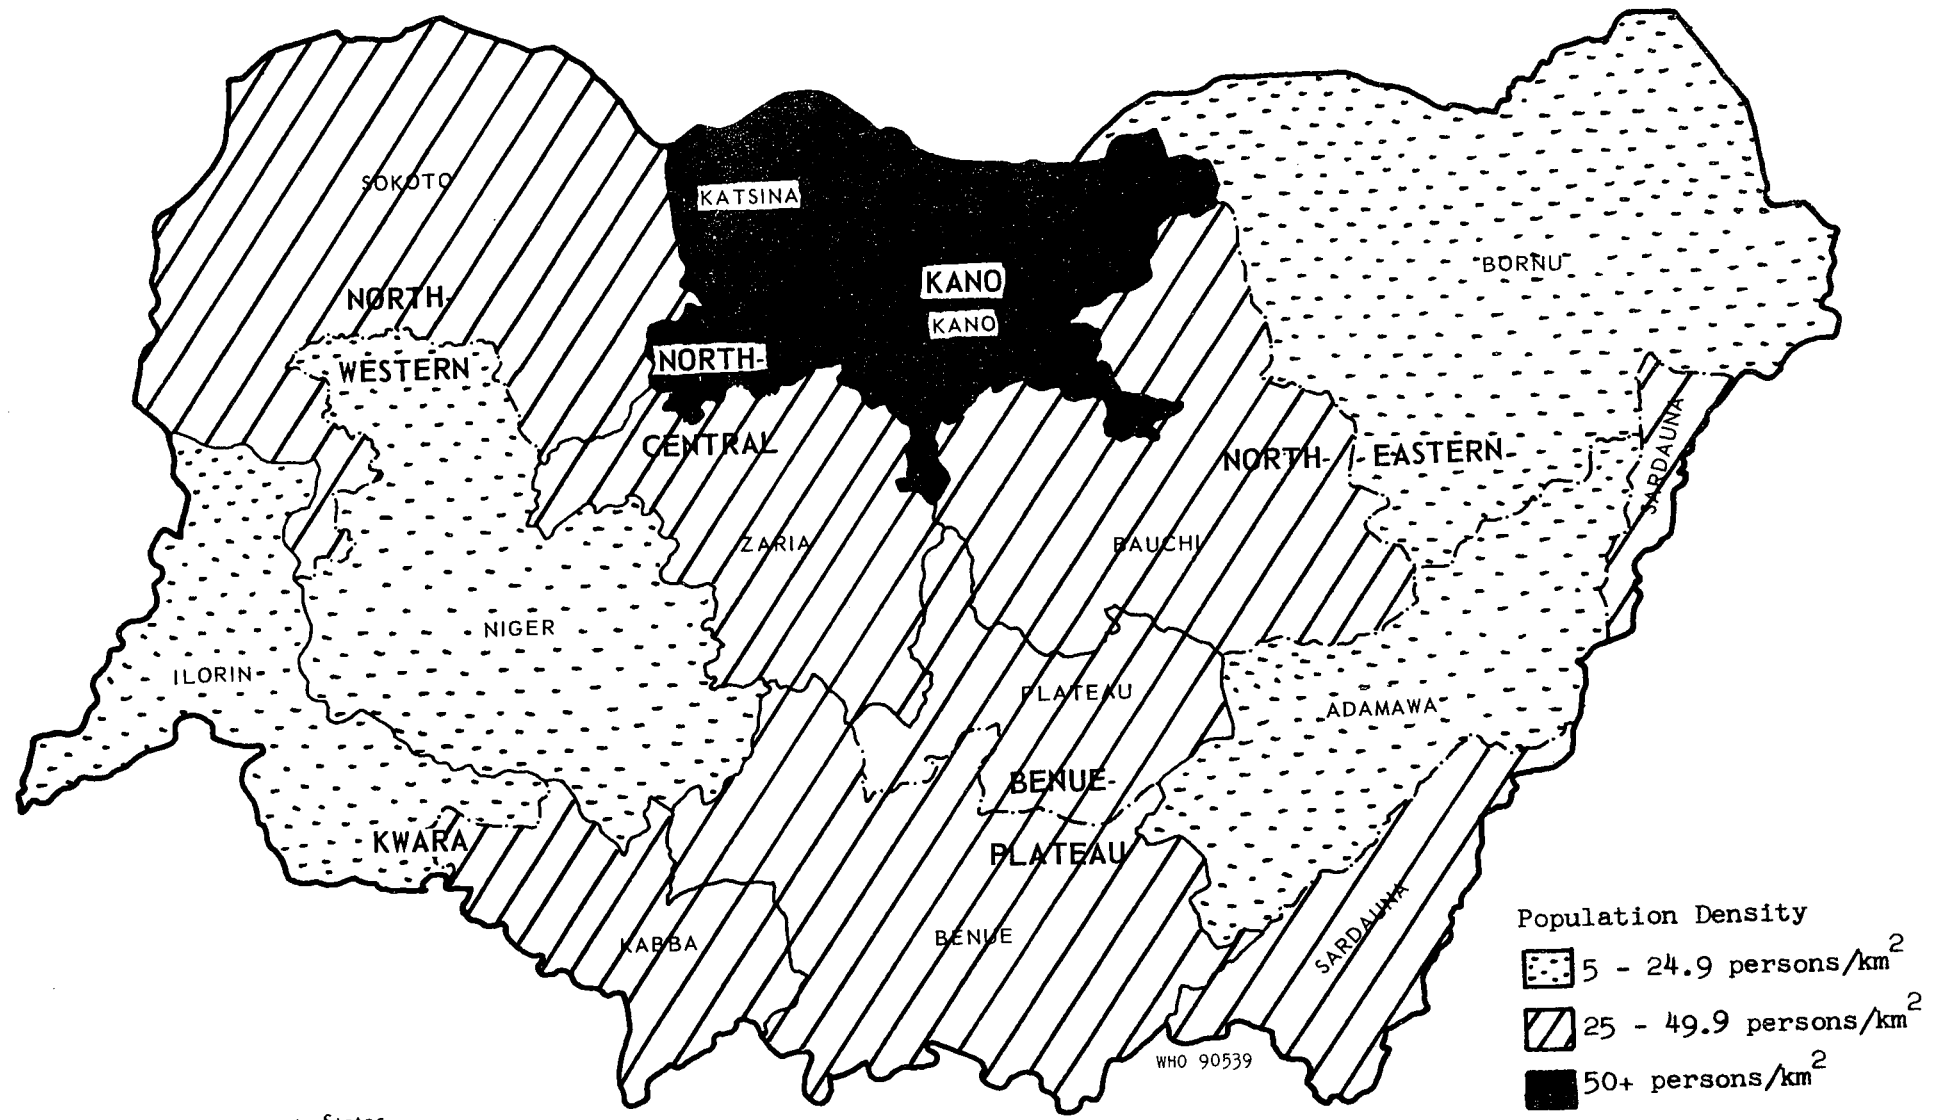 SOKOTO
KATSINA
KANO
KANO
BORNU
NORTH-
WESTERN
NORTH-
CENTRAL
NORTH-
EASTERN
SARDAUNA
ZARIA
BAUCHI
NIGER
ILORIN
PLATEAU
ADAMAWA
BENUE-
PLATEAU
KWARA
KABBA
BENUE
SARDAUNA
Population Density
5 - 24.9 persons/km²
25 - 49.9 persons/km²
50+ persons/km²
WHO 90539